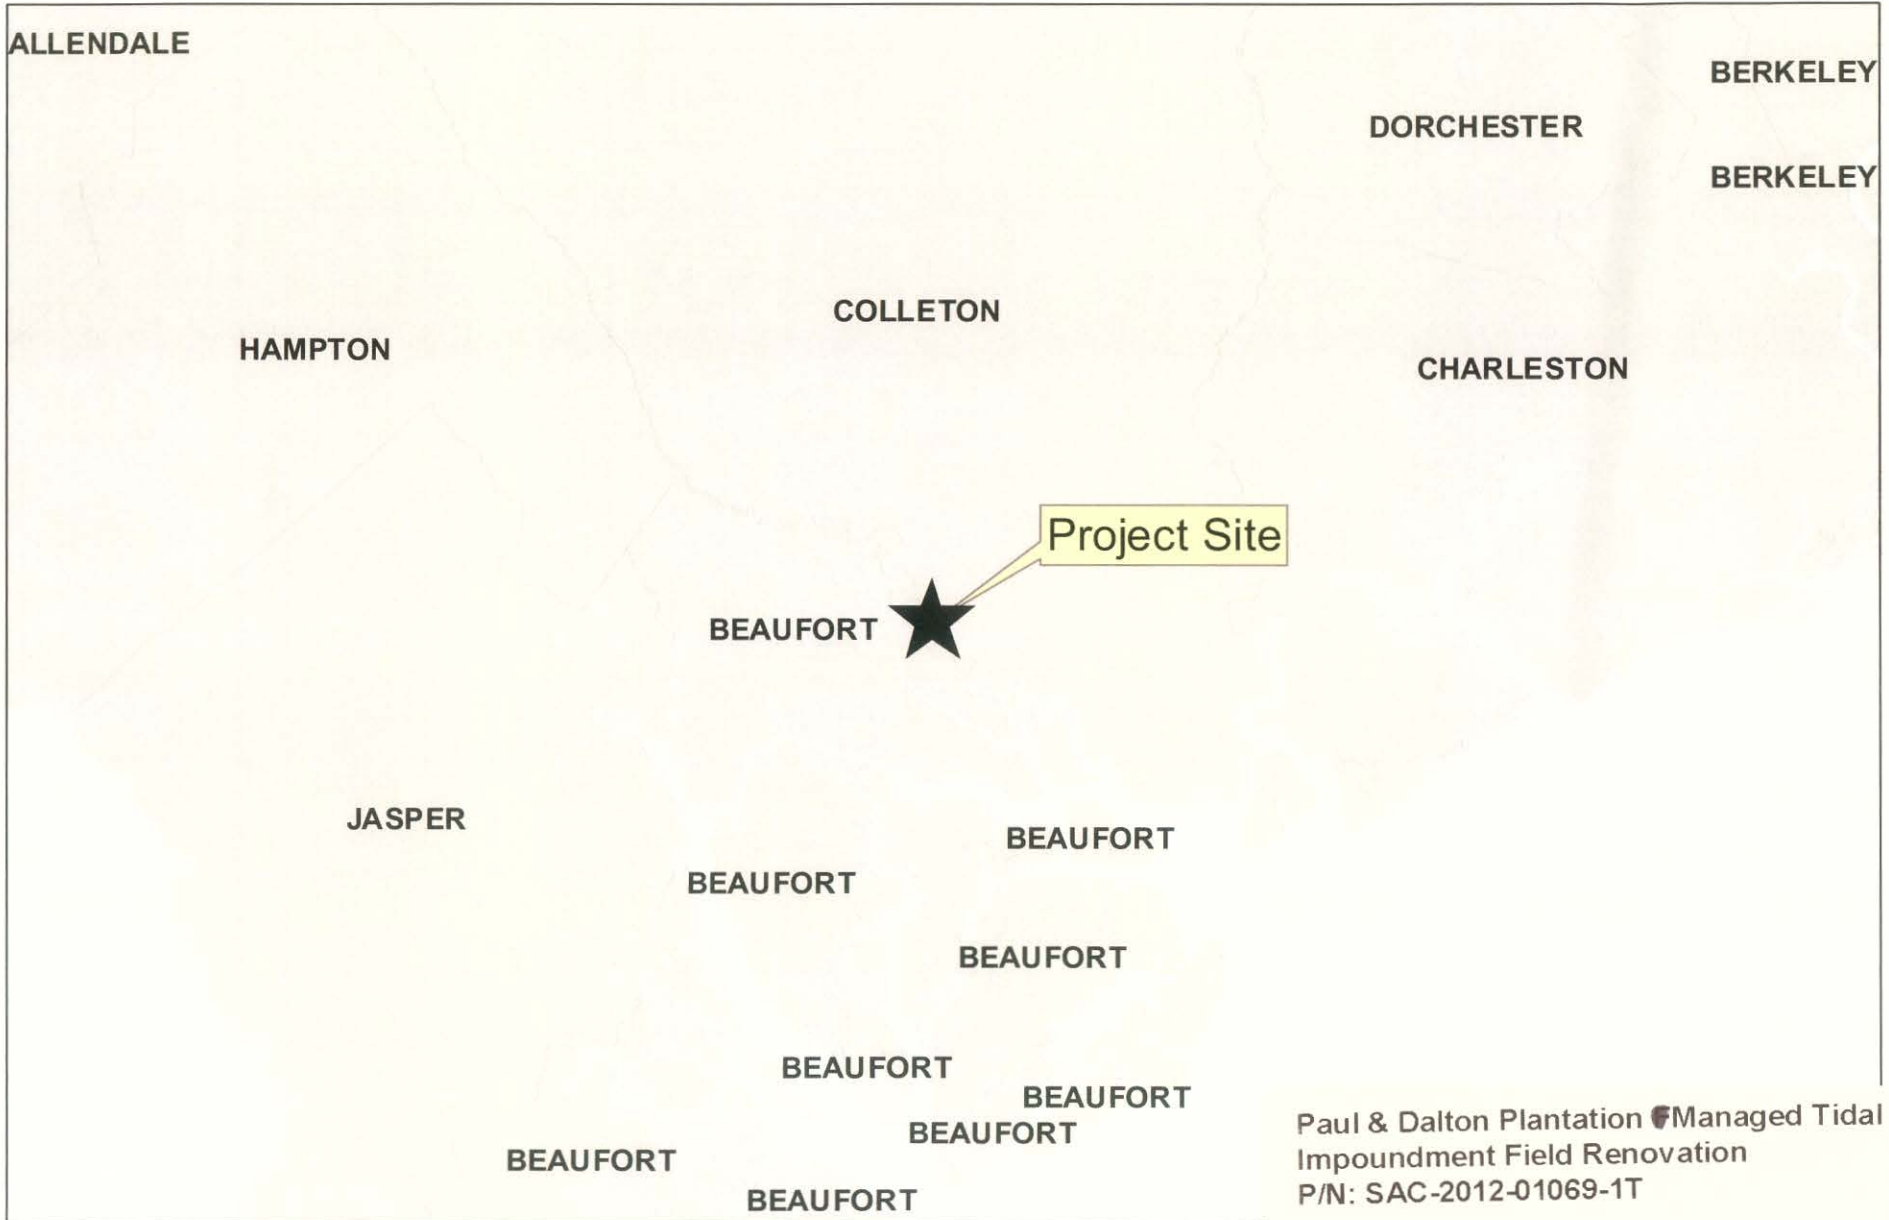 ALLENDALE
BERKELEY
DORCHESTER
BERKELEY
COLLETON
HAMPTON
CHARLESTON
Project Site
BEAUFORT
JASPER
BEAUFORT
BEAUFORT
BEAUFORT
BEAUFORT
BEAUFORT
BEAUFORT
BEAUFORT
BEAUFORT
Paul & Dalton Plantation Managed Tidal
Impoundment Field Renovation
P/N: SAC-2012-01069-1T